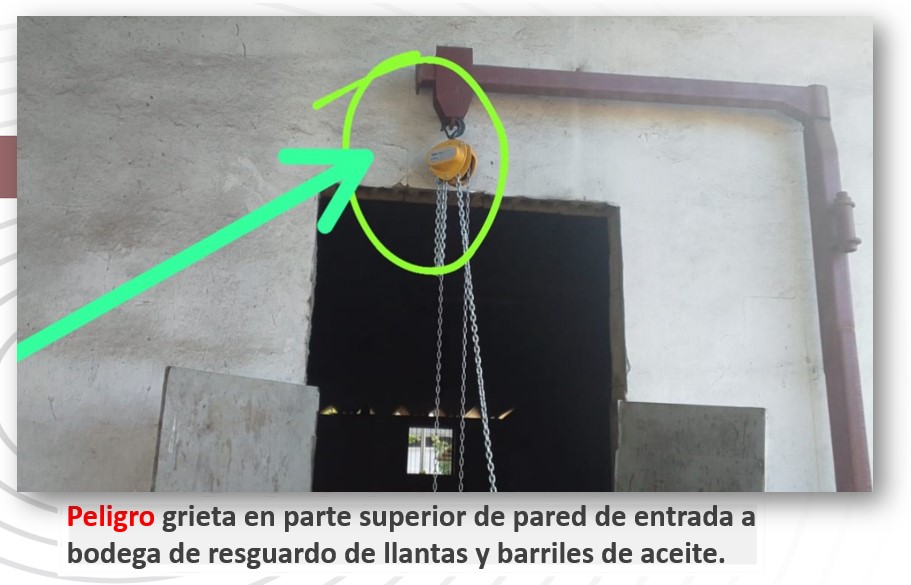 Peligro grieta en parte superior de pared de entrada a
bodega de resguardo de llantas y barriles de aceite.